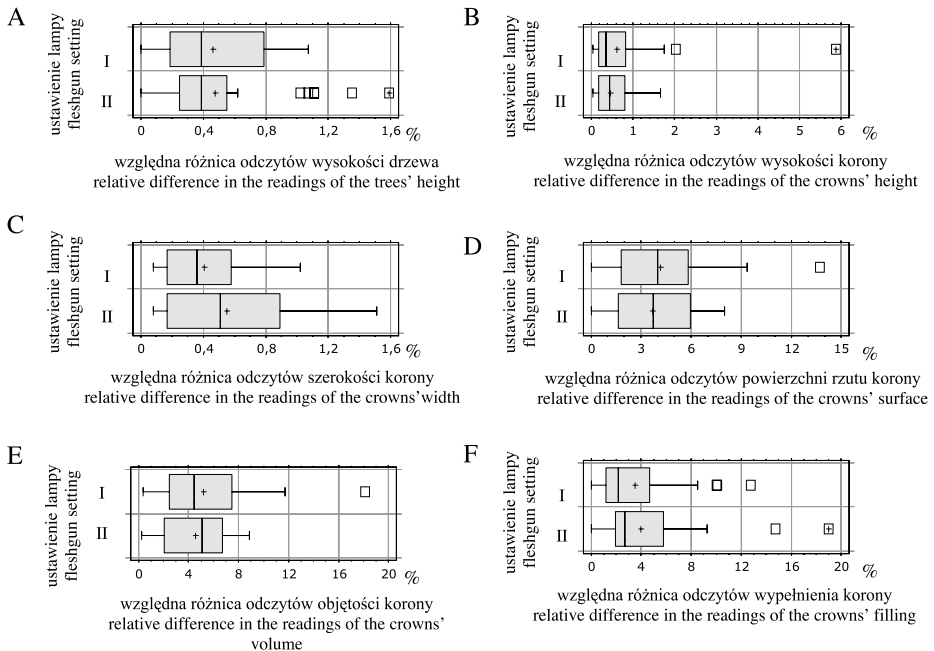 A
ustawienie lampy
fleshgun setting
I
II
0
0,4
0,8
1,2
1,6
%
względna różnica odczytów wysokości drzewa
relative difference in the readings of the trees’ height
B
ustawienie lampy
fleshgun setting
I
II
0
1
2
3
4
5
6
%
względna różnica odczytów wysokości korony
relative difference in the readings of the crowns’ height
C
ustawienie lampy
fleshgun setting
I
II
0
0,4
0,8
1,2
1,6
%
względna różnica odczytów szerokości korony
relative difference in the readings of the crowns’width
D
ustawienie lampy
fleshgun setting
I
II
0
3
6
9
12
15
%
względna różnica odczytów powierzchni rzutu korony
relative difference in the readings of the crowns’ surface
E
ustawienie lampy
fleshgun setting
I
II
0
4
8
12
16
20
%
względna różnica odczytów objętości korony
relative difference in the readings of the crowns’
volume
F
ustawienie lampy
fleshgun setting
I
II
0
4
8
12
16
20
%
względna różnica odczytów wypełnienia korony
relative difference in the readings of the crowns’ filling